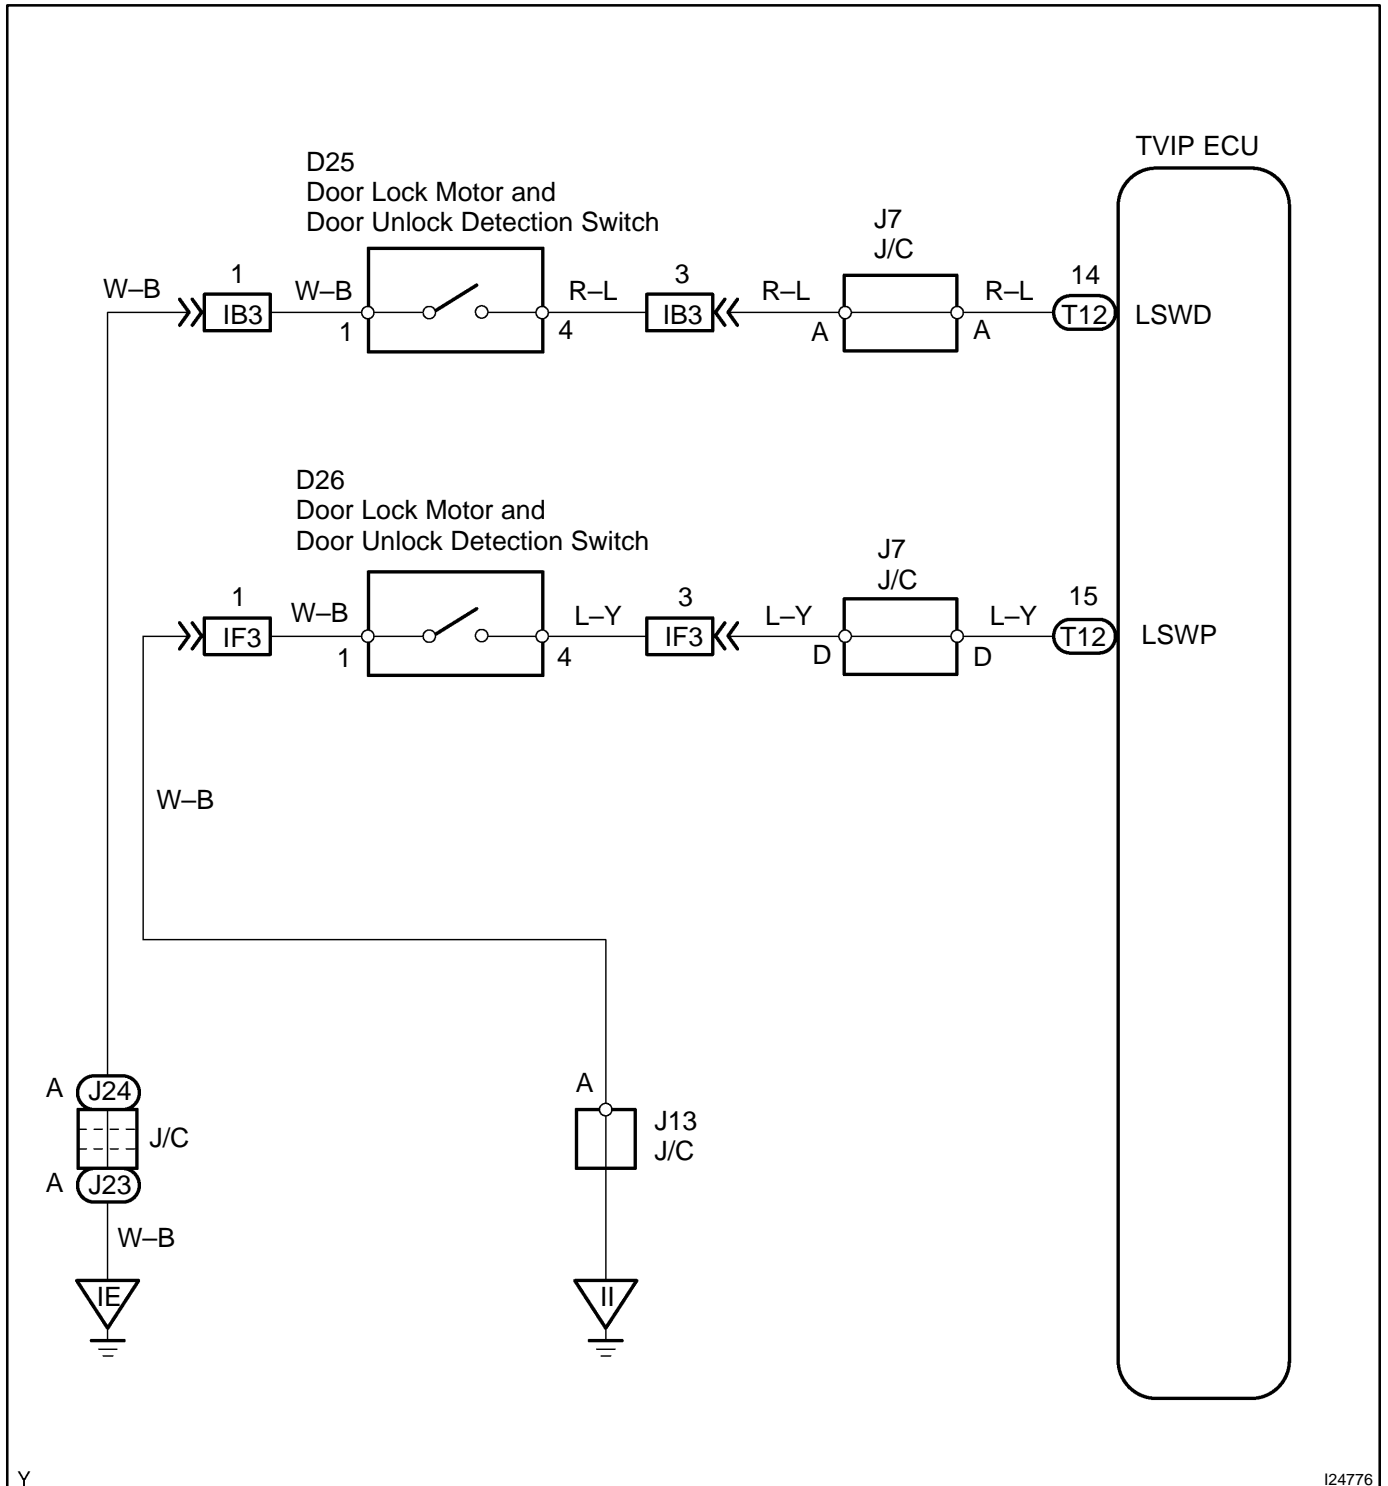 TVIP ECU
D25
Door Lock Motor and
Door Unlock Detection Switch
J7
J/C
W–B
1
IB3
W–B
1
4
R–L
3
IB3
R–L
A
A
R–L
14
T12
LSWD
D26
Door Lock Motor and
Door Unlock Detection Switch
J7
J/C
1
IF3
W–B
1
4
L–Y
3
IF3
L–Y
D
D
L–Y
15
T12
LSWP
W–B
A
J24
J/C
A
J23
W–B
IE
A
J13
J/C
II
Y
I24776